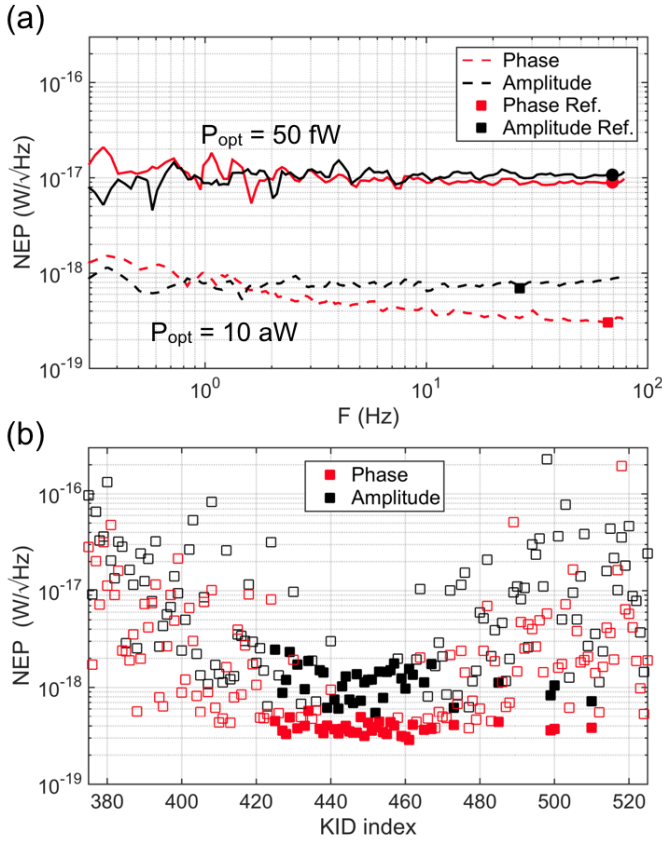 (a)
10⁻¹⁶
10⁻¹⁷
10⁻¹⁸
10⁻¹⁹
NEP (W/√Hz)
Phase
Amplitude
Phase Ref.
Amplitude Ref.
P_opt = 50 fW
P_opt = 10 aW
10⁰ 10¹ 10²
F (Hz)
(b)
10⁻¹⁶
10⁻¹⁷
10⁻¹⁸
10⁻¹⁹
NEP (W/√Hz)
Phase
Amplitude
380 400 420 440 460 480 500 520
KID index